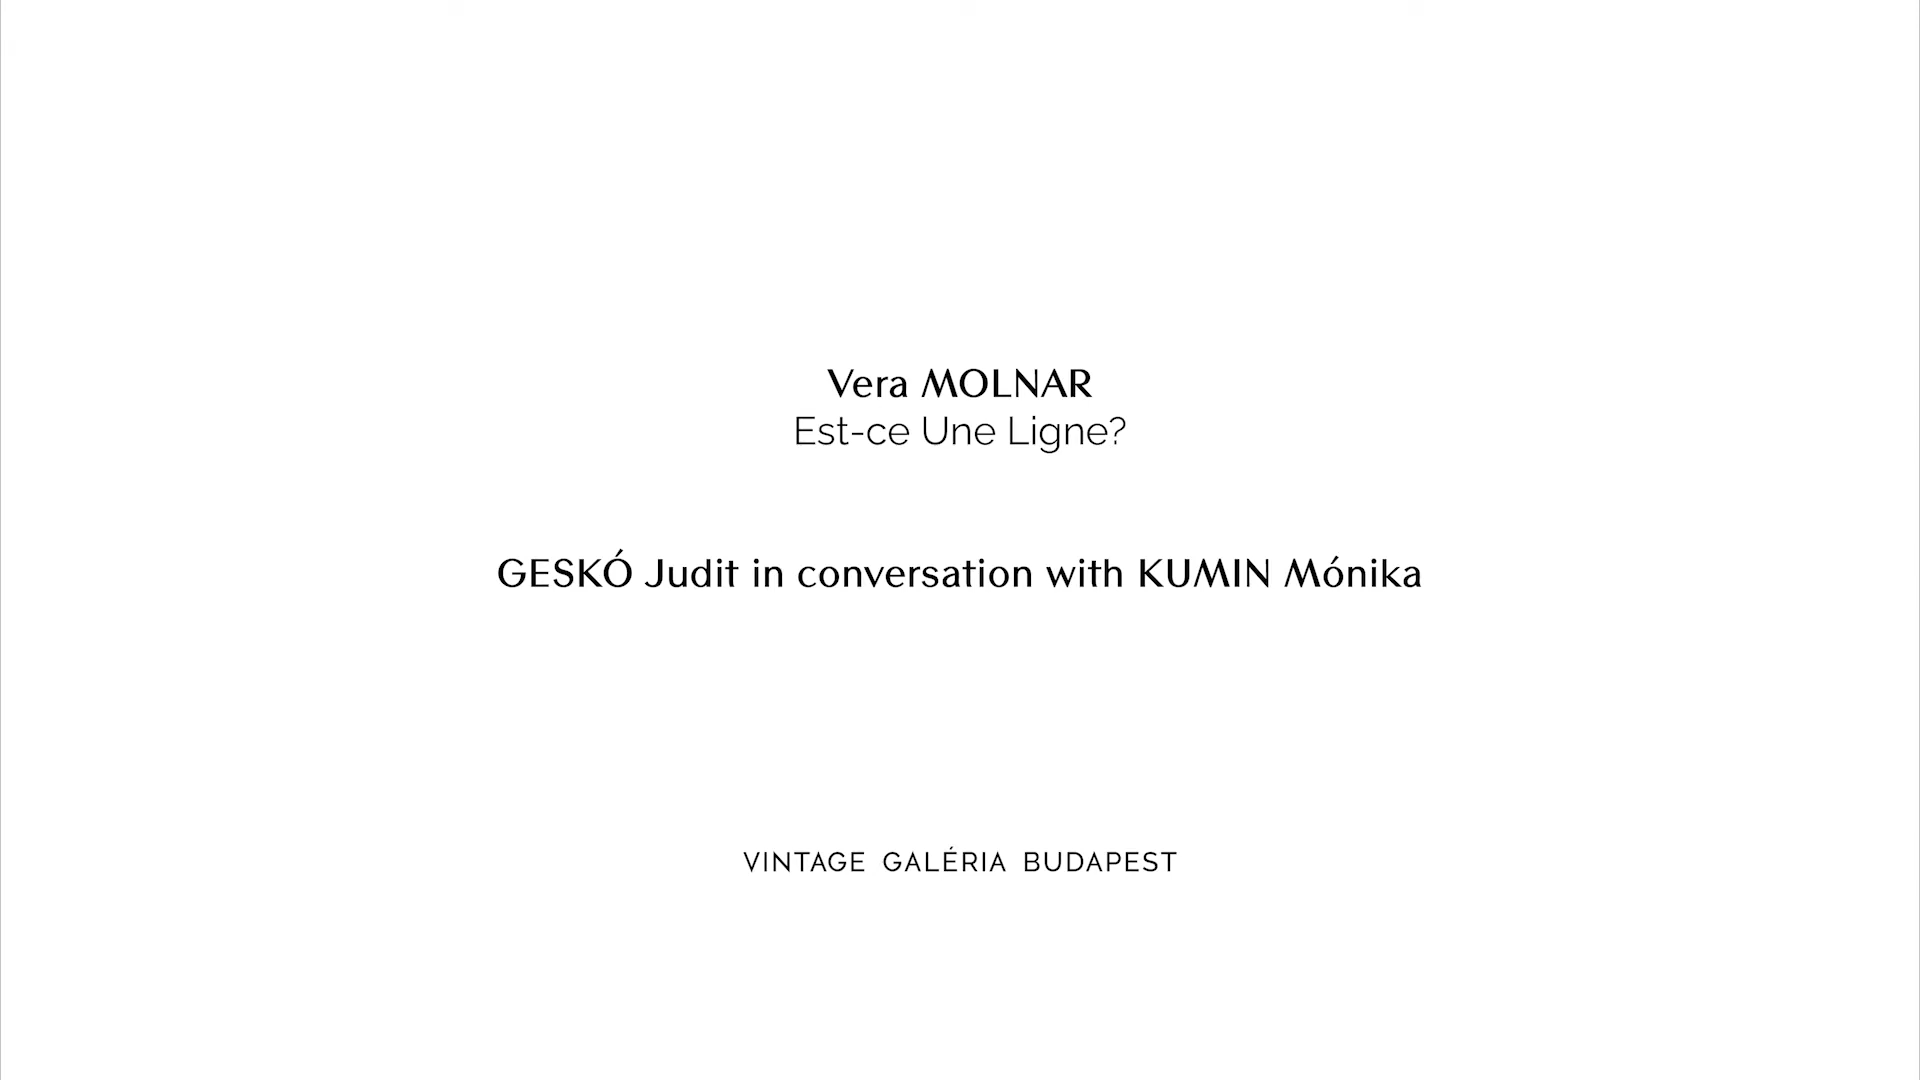 Vera MOLNAR
Est-ce Une Ligne?
GESKÓ Judit in conversation with KUMIN Mónika
VINTAGE GALÉRIA BUDAPEST